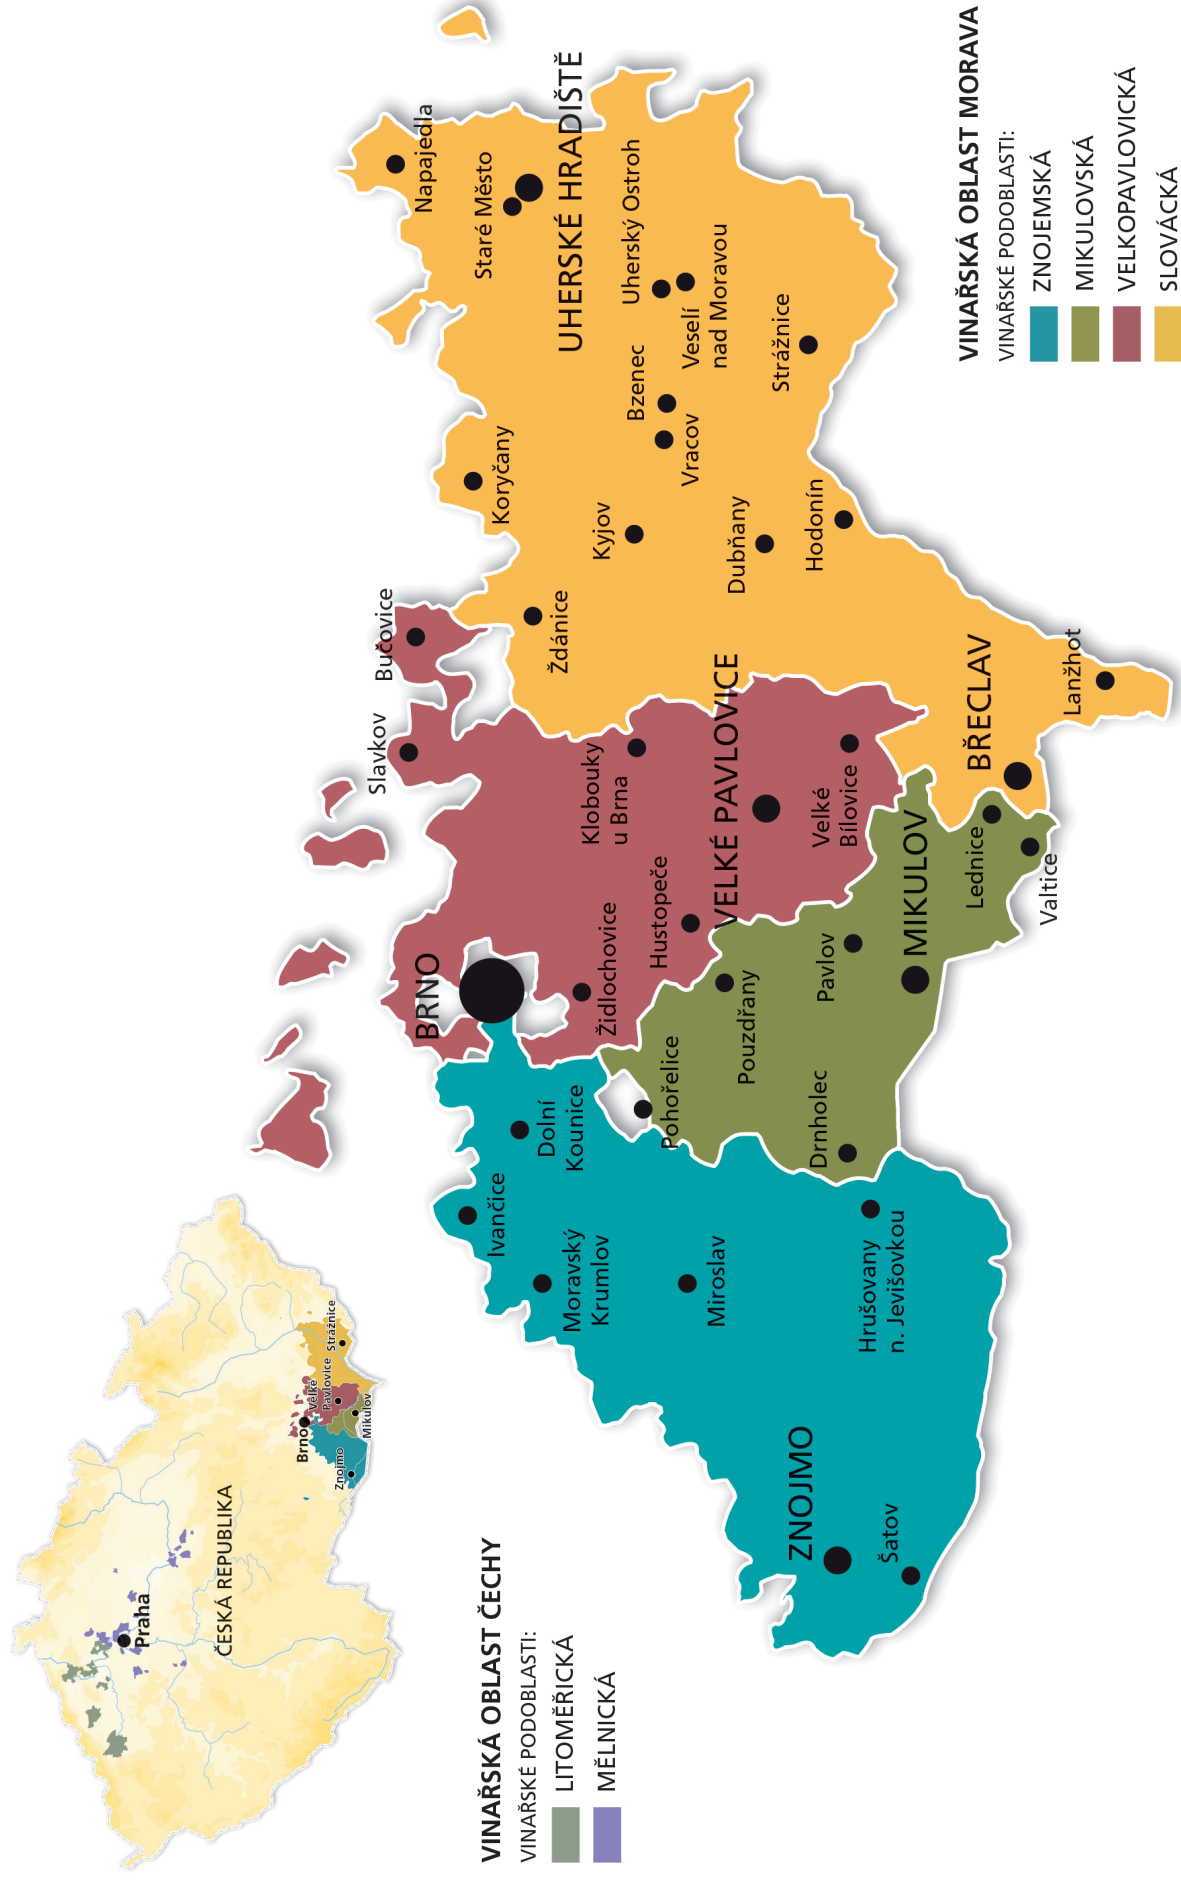 ČESKÁ REPUBLIKA
Praha
Brno
Znojmo
Mikulov
Velké
Pavlovice
Strážnice
VINAŘSKÁ OBLAST ČECHY
VINAŘSKÉ PODOBLASTI:
LITOMĚŘICKÁ
MĚLNICKÁ
BRNO
Slavkov
Bučovice
Koryčany
Napajedla
Staré Město
UHERSKÉ HRADIŠTĚ
Ivančice
Dolní
Kounice
Moravský
Krumlov
Židlochovice
Klobouky
u Brna
Ždánice
Kyjov
Bzenec
Vracov
Uherský Ostroh
Veselí
nad Moravou
Pohořelice
Hustopeče
Miroslav
Pouzdřany
VELKÉ PAVLOVICE
Dubňany
Strážnice
Hodonín
ZNOJMO
Šatov
Hrušovany
n. Jevišovkou
Drnholec
Pavlov
Velké
Bílovice
MIKULOV
Lednice
Valtice
BŘECLAV
Lanžhot
VINAŘSKÁ OBLAST MORAVA
VINAŘSKÉ PODOBLASTI:
ZNOJEMSKÁ
MIKULOVSKÁ
VELKOPAVLOVICKÁ
SLOVÁCKÁ